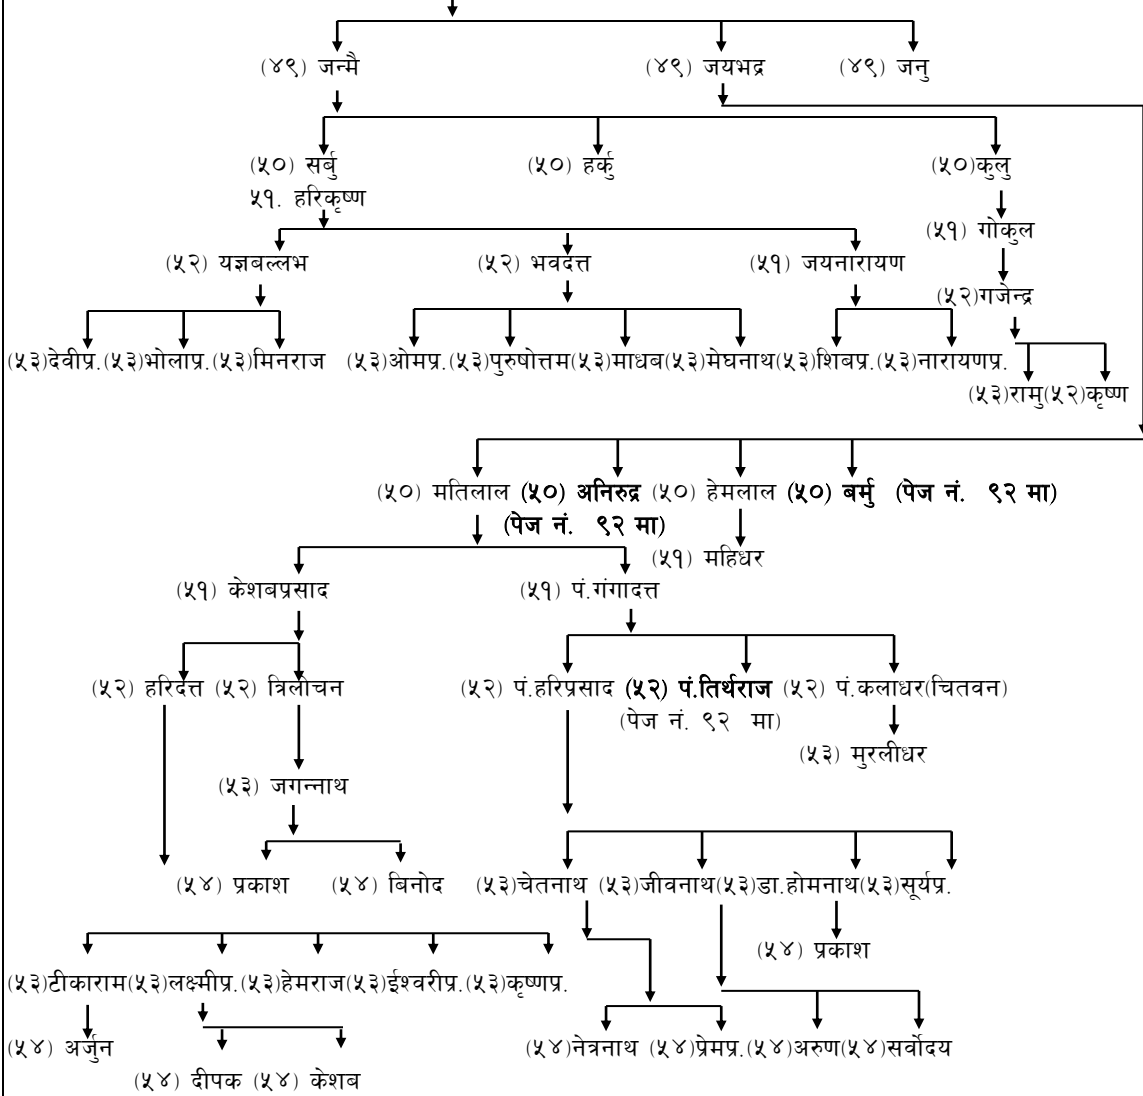 (४९) जन्मै (४९) जयभद्र (४९) जनु
(५०) सर्बु (५०) हर्कु (५०)कुलु
५१. हरिकृष्ण
(५१) गोकुल
(५२) यज्ञबल्लभ (५२) भवदत्त (५१) जयनारायण
(५२)गजेन्द्र
(५३)देवीप्र.(५३)भोलाप्र.(५३)मिनराज (५३)ओमप्र.(५३)पुरुषोत्तम(५३)माधब(५३)मेघनाथ(५३)शिबप्र.(५३)नारायणप्र.
(५३)रामु(५२)कृष्ण
(५०) मतिलाल (५०) अनिरुद्र (५०) हेमलाल (५०) बर्मु (पेज नं. ९२ मा)
(पेज नं. ९२ मा)
(५१) महिधर
(५१) केशबप्रसाद (५१) पं.गंगादत्त
(५२) हरिदत्त (५२) त्रिलोचन (५२) पं.हरिप्रसाद (५२) पं.तिर्थराज (५२) पं.कलाधर(चितवन)
(पेज नं. ९२ मा)
(५३) मुरलीधर
(५३) जगन्नाथ
(५४) प्रकाश (५४) बिनोद (५३)चेतनाथ (५३)जीवनाथ(५३)डा.होमनाथ(५३)सूर्यप्र.
(५४) प्रकाश
(५३)टीकाराम(५३)लक्ष्मीप्र.(५३)हेमराज(५३)ईश्वरीप्र.(५३)कृष्णप्र.
(५४) अर्जुन (५४)नेत्रनाथ (५४)प्रेमप्र.(५४)अरुण(५४)सर्वोदय
(५४) दीपक (५४) केशब